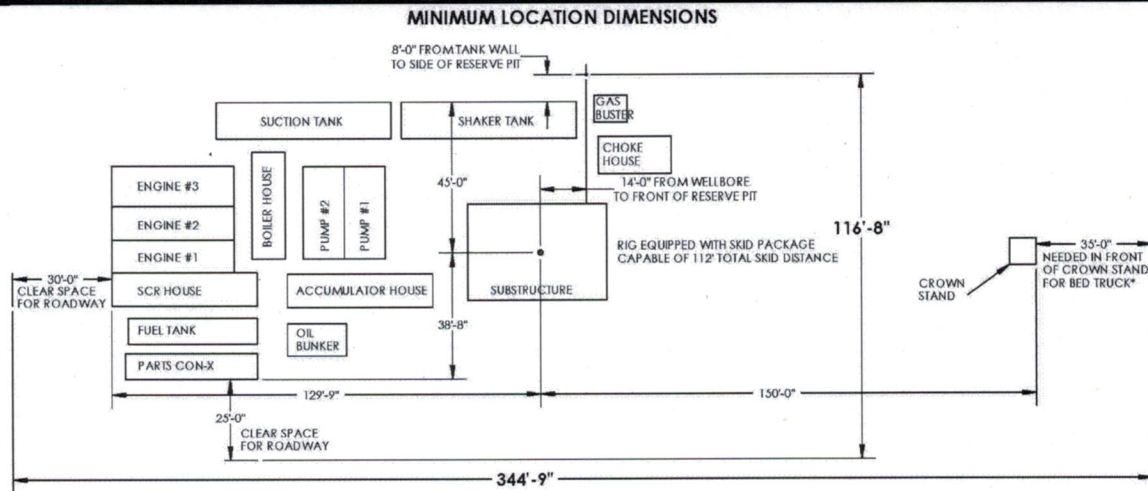 MINIMUM LOCATION DIMENSIONS
8'-0" FROM TANK WALL
TO SIDE OF RESERVE PIT
SUCTION TANK
SHAKER TANK
GAS
BUSTER
CHOKE
HOUSE
ENGINE #3
ENGINE #2
ENGINE #1
BOILER HOUSE
PUMP #2
PUMP #1
45'-0"
14'-0" FROM WELLBORE
TO FRONT OF RESERVE PIT
116'-8"
RIG EQUIPPED WITH SKID PACKAGE
CAPABLE OF 112' TOTAL SKID DISTANCE
35'-0"
NEEDED IN FRONT
OF CROWN STAND
FOR BED TRUCK*
CROWN
STAND
30'-0"
CLEAR SPACE
FOR ROADWAY
SCR HOUSE
ACCUMULATOR HOUSE
SUBSTRUCTURE
FUEL TANK
OIL
BUNKER
38'-8"
PARTS CON-X
129'-9"
150'-0"
25'-0"
CLEAR SPACE
FOR ROADWAY
344'-9"